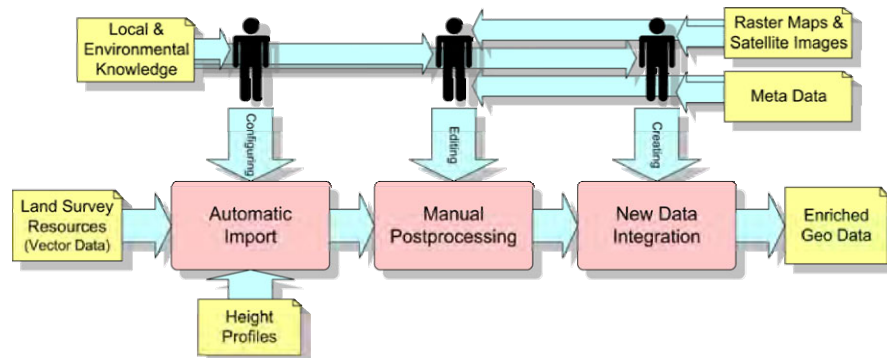 Local &
Environmental
Knowledge
Raster Maps &
Satellite Images
Meta Data
Configuring
Editing
Creating
Land Survey
Resources
(Vector Data)
Automatic
Import
Manual
Postprocessing
New Data
Integration
Enriched
Geo Data
Height
Profiles